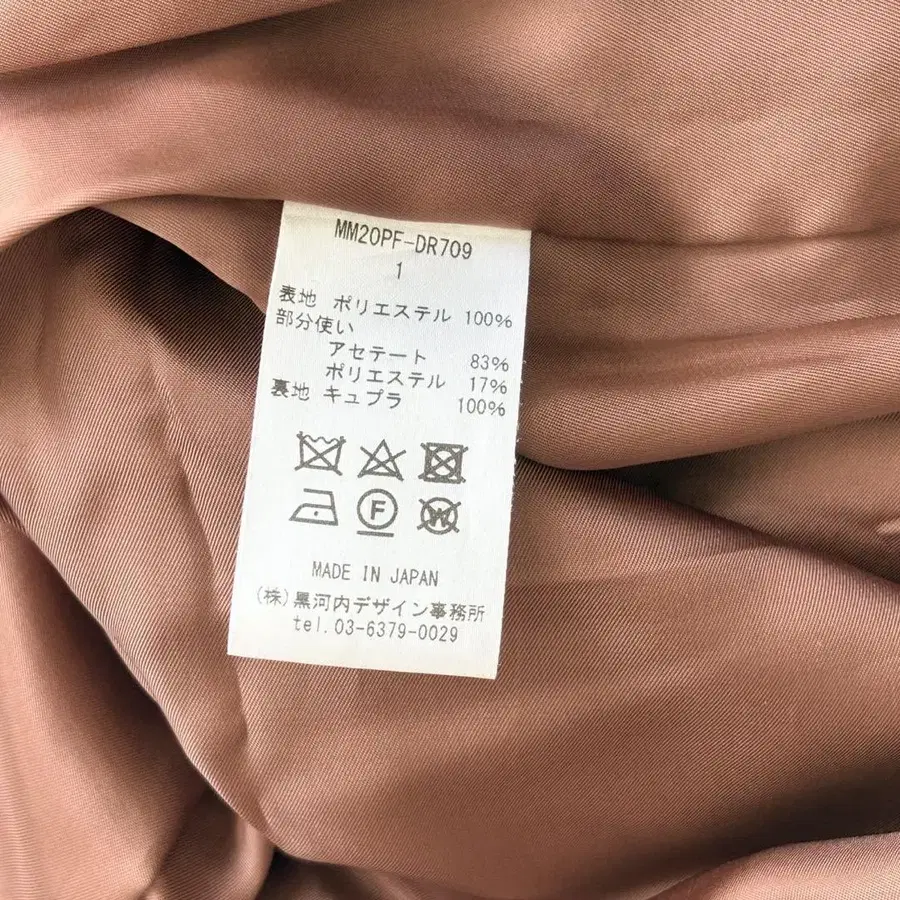 MM20PF-DR709
1
表地 ポリエステル 100%
部分使い
アセテート 83%
ポリエステル 17%
裏地 キュプラ 100%
F
W
MADE IN JAPAN
(株)黒河内デザイン事務所
tel.03-6379-0029